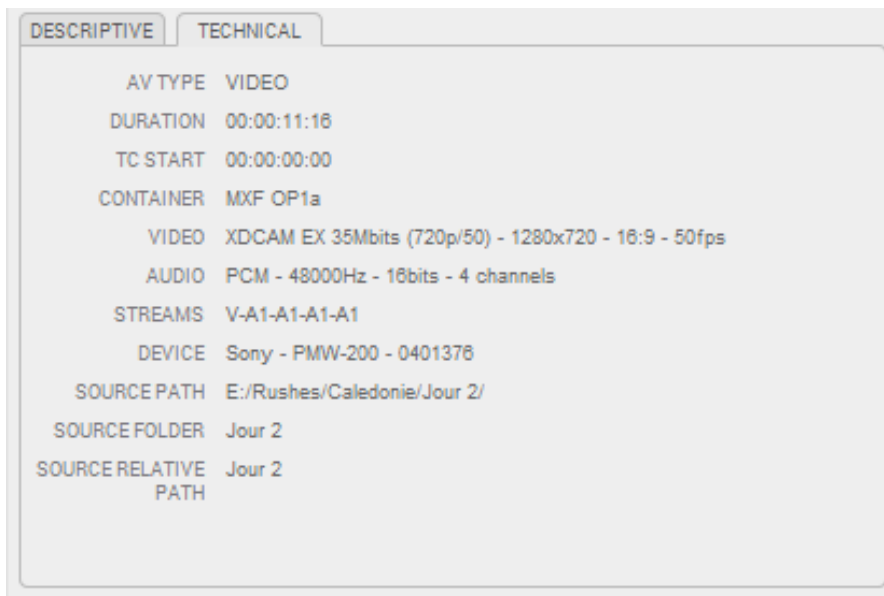 DESCRIPTIVE TECHNICAL
AV TYPE VIDEO
DURATION 00:00:11:16
TC START 00:00:00:00
CONTAINER MXF OP1a
VIDEO XDCAM EX 35Mbits (720p/50) - 1280x720 - 16:9 - 50fps
AUDIO PCM - 48000Hz - 16bits - 4 channels
STREAMS V-A1-A1-A1-A1
DEVICE Sony - PMW-200 - 0401376
SOURCE PATH E:/Rushes/Caledonie/Jour 2/
SOURCE FOLDER Jour 2
SOURCE RELATIVE Jour 2
PATH